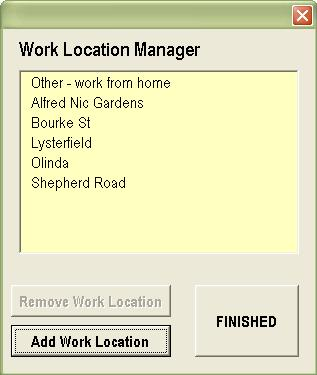 Work Location Manager
Other - work from home
Alfred Nic Gardens
Bourke St
Lysterfield
Olinda
Shepherd Road
Remove Work Location
Add Work Location
FINISHED